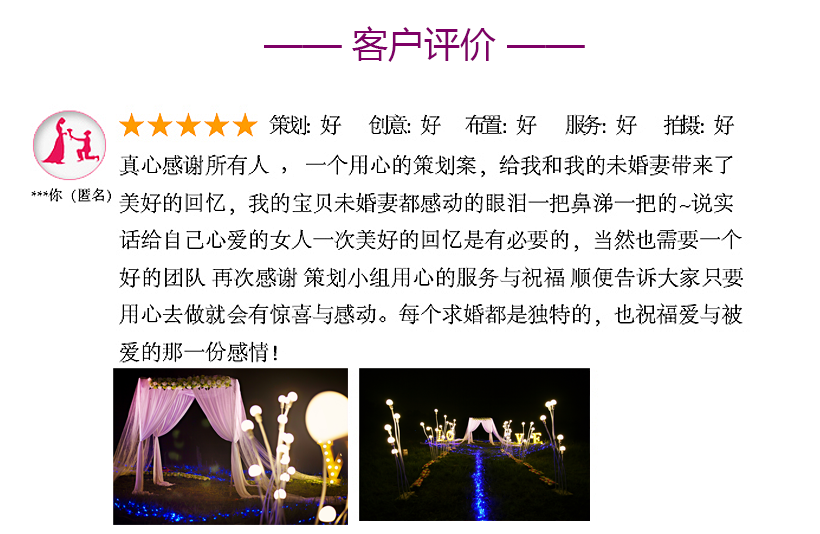 —— 客户评价 ——
策划: 好 创意: 好 布置: 好 服务: 好 拍摄: 好
真心感谢所有人 ，一个用心的策划案，给我和我的未婚妻带来了
***你（匿名）
美好的回忆，我的宝贝未婚妻都感动的眼泪一把鼻涕一把的~说实
话给自己心爱的女人一次美好的回忆是有必要的，当然也需要一个
好的团队 再次感谢 策划小组用心的服务与祝福 顺便告诉大家只要
用心去做就会有惊喜与感动。每个求婚都是独特的，也祝福爱与被
爱的那一份感情！
LOVE